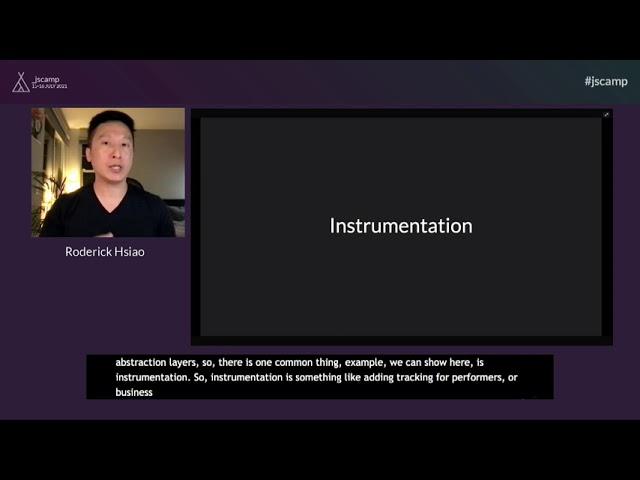 jscamp
15-16 JULY 2021
#jscamp
Instrumentation
Roderick Hsiao
abstraction layers, so, there is one common thing, example, we can show here, is
instrumentation. So, instrumentation is something like adding tracking for performers, or
business